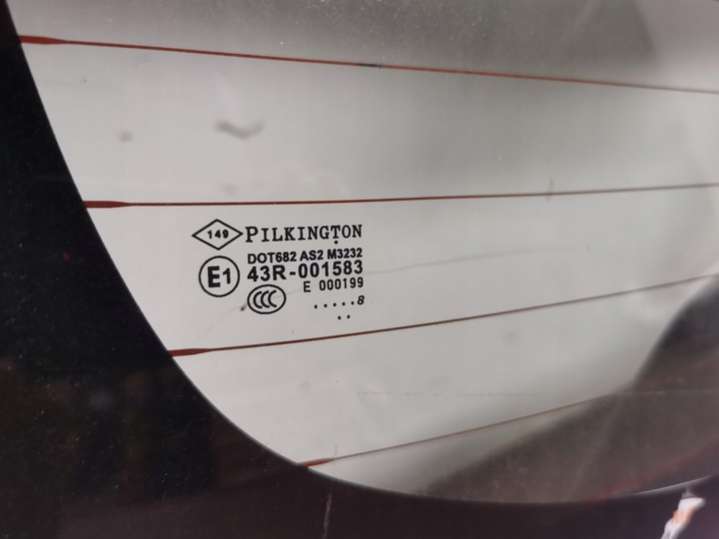 149 PILKINGTON
DOT682 AS2 M3232
E1 43R-001583
E 000199
CCC .....8
..